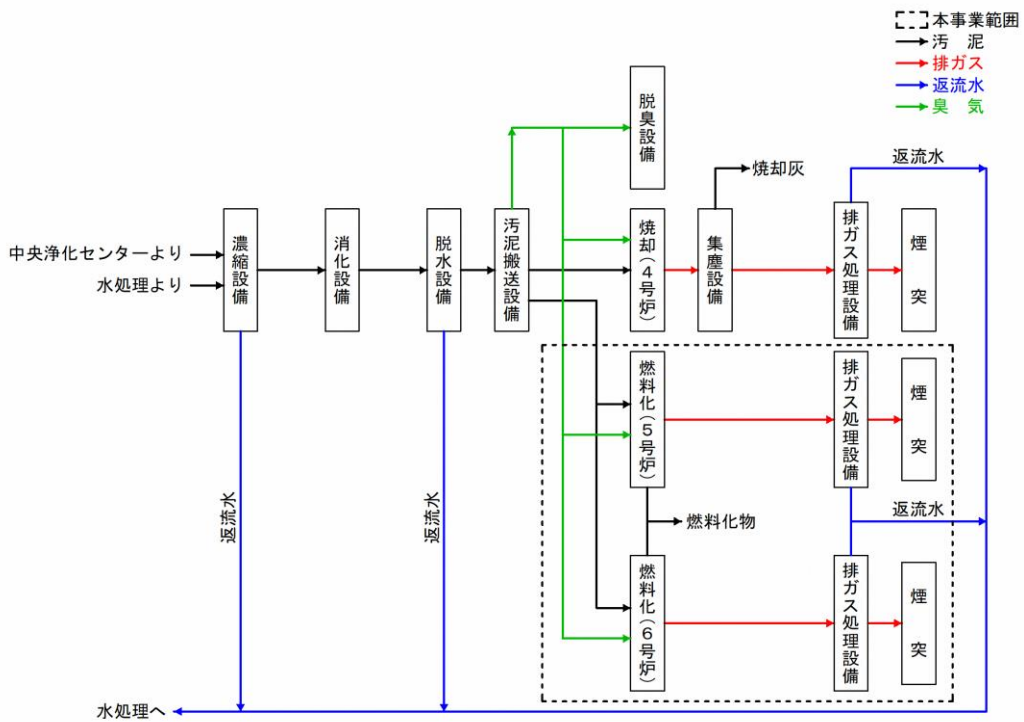 本事業範囲
汚　泥
排ガス
返流水
臭　気
脱臭設備
返流水
焼却灰
中央浄化センターより
水処理より
濃縮設備
消化設備
脱水設備
汚泥搬送設備
焼却（４号炉）
集塵設備
排ガス処理設備
煙　突
燃料化（５号炉）
排ガス処理設備
煙　突
返流水
返流水
燃料化物
返流水
燃料化（６号炉）
排ガス処理設備
煙　突
水処理へ